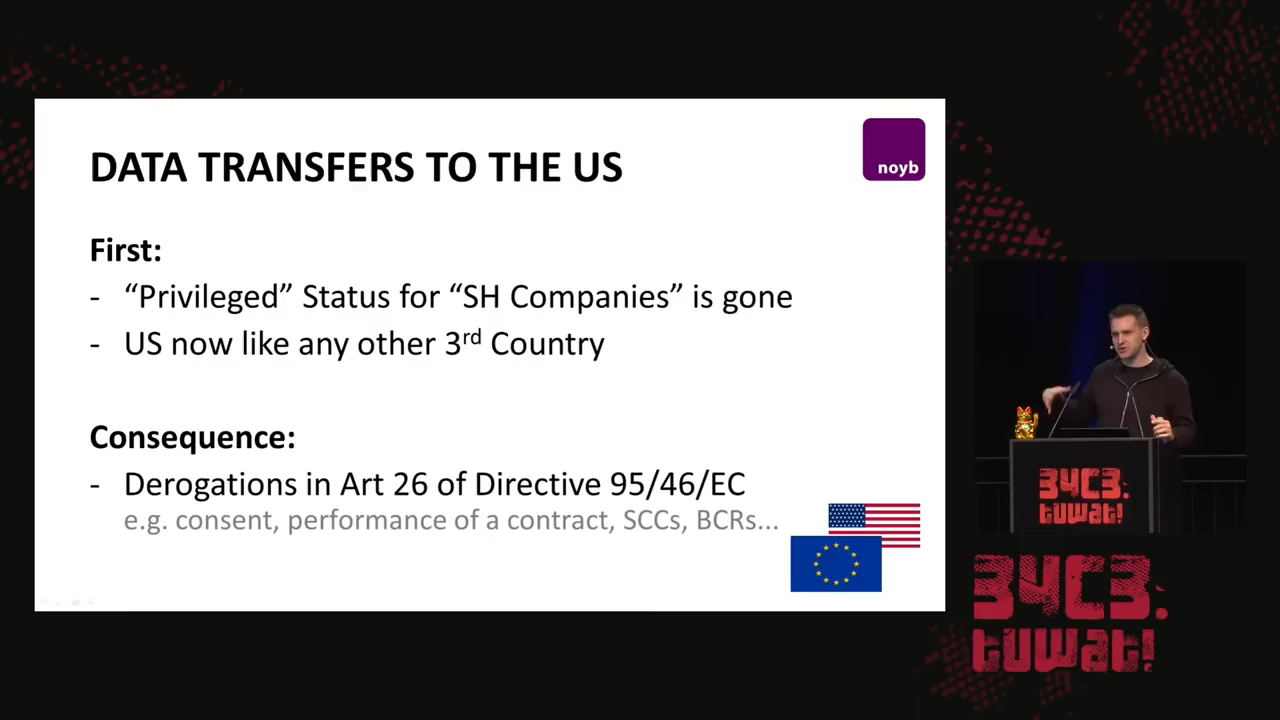 DATA TRANSFERS TO THE US
noyb
First:
- “Privileged” Status for “SH Companies” is gone
- US now like any other 3rd Country
Consequence:
- Derogations in Art 26 of Directive 95/46/EC
e.g. consent, performance of a contract, SCCs, BCRs...
34C3.
tuwat!
34C3.
tuwat!